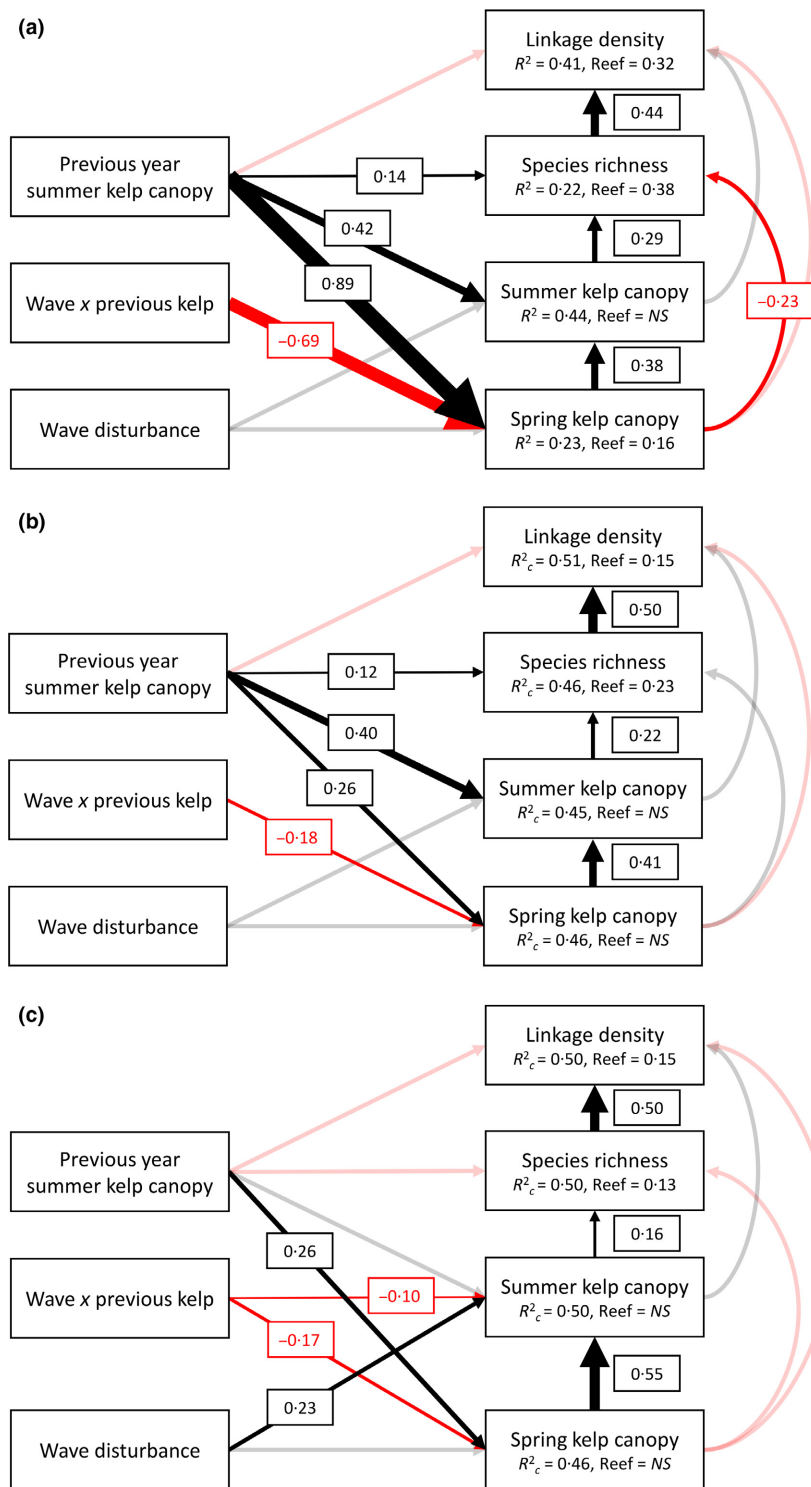 (a)
Linkage density
R² = 0·41, Reef = 0·32
0·44
Previous year
summer kelp canopy
0·14
Species richness
R² = 0·22, Reef = 0·38
0·42
0·29
0·89
Wave x previous kelp
Summer kelp canopy
R² = 0·44, Reef = NS
−0·23
−0·69
0·38
Wave disturbance
Spring kelp canopy
R² = 0·23, Reef = 0·16
(b)
Linkage density
R²c = 0·51, Reef = 0·15
0·50
Previous year
summer kelp canopy
0·12
Species richness
R²c = 0·46, Reef = 0·23
0·40
0·22
0·26
Wave x previous kelp
Summer kelp canopy
R²c = 0·45, Reef = NS
−0·18
0·41
Wave disturbance
Spring kelp canopy
R²c = 0·46, Reef = NS
(c)
Linkage density
R²c = 0·50, Reef = 0·15
0·50
Previous year
summer kelp canopy
Species richness
R²c = 0·50, Reef = 0·13
0·26
0·16
Wave x previous kelp
−0·10
Summer kelp canopy
R²c = 0·50, Reef = NS
−0·17
0·55
0·23
Wave disturbance
Spring kelp canopy
R²c = 0·46, Reef = NS